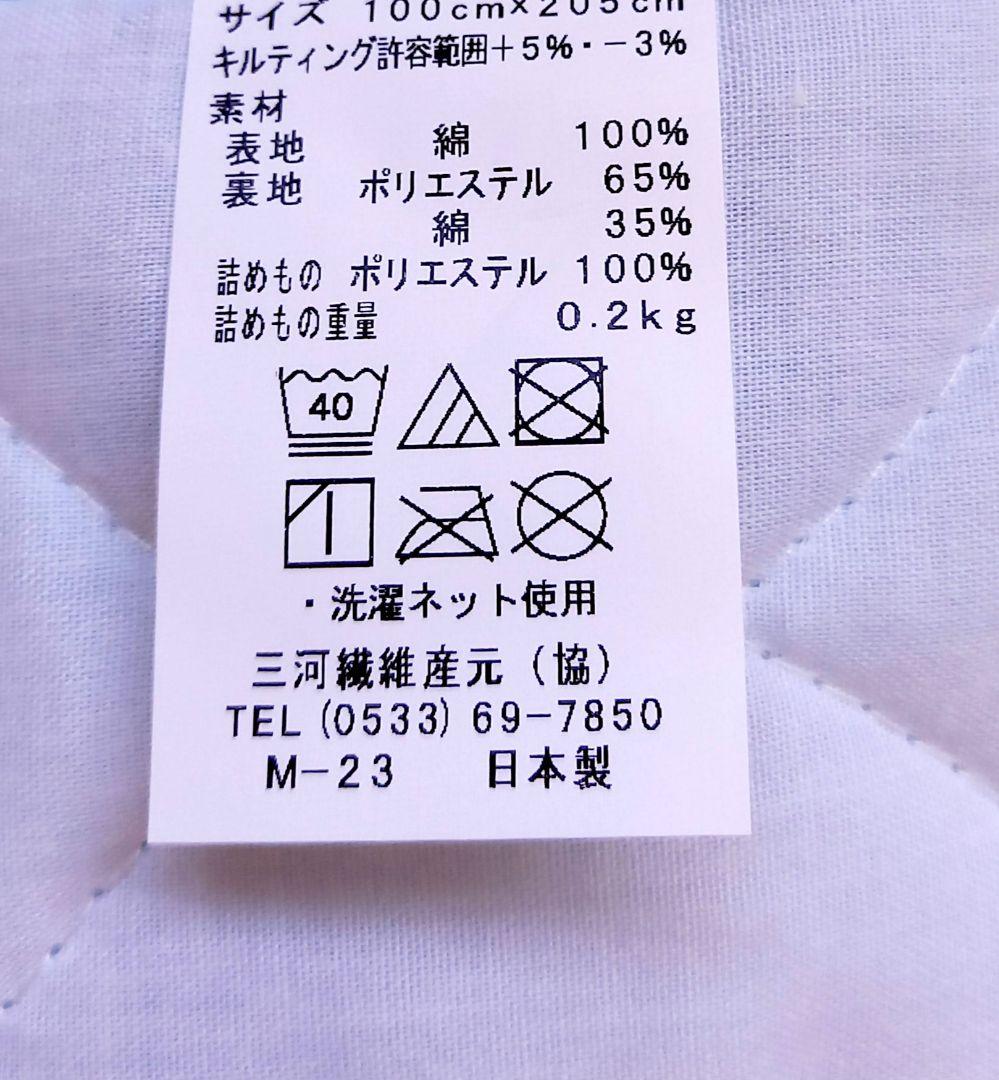 サイズ 100cm×205cm
キルティング許容範囲+5%・-3%
素材
表地 綿 100%
裏地 ポリエステル 65%
綿 35%
詰めもの ポリエステル 100%
詰めもの重量 0.2kg
40
・洗濯ネット使用
三河繊維産元(協)
TEL(0533)69-7850
M-23 日本製